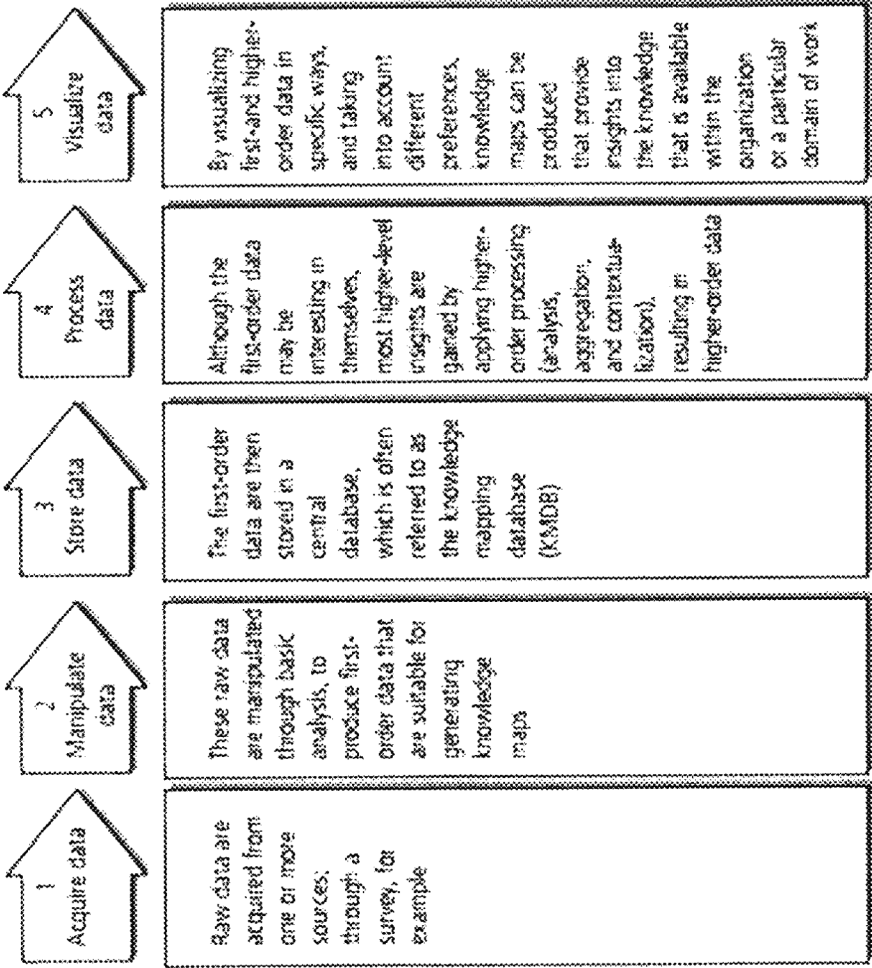 1
Acquire data
Raw data are
acquired from
one or more
sources;
through a
survey, for
example
2
Manipulate
data
These raw data
are manipulated
through basic
analysis, to
produce first-
order data that
are suitable for
generating
knowledge
maps
3
Store data
The first-order
data are then
stored in a
central
database,
which is often
referred to as
the knowledge
mapping
database
(KMDB)
4
Process
data
Although the
first-order data
may be
interesting in
themselves,
most higher-level
insights are
gained by
applying higher-
order processing
(analysis,
aggregation,
and contextua-
lization),
resulting in
higher-order data
5
Visualize
data
By visualizing
first-and higher-
order data in
specific ways,
and taking
into account
different
preferences,
knowledge
maps can be
produced
that provide
insights into
the knowledge
that is available
within the
organization
or a particular
domain of work